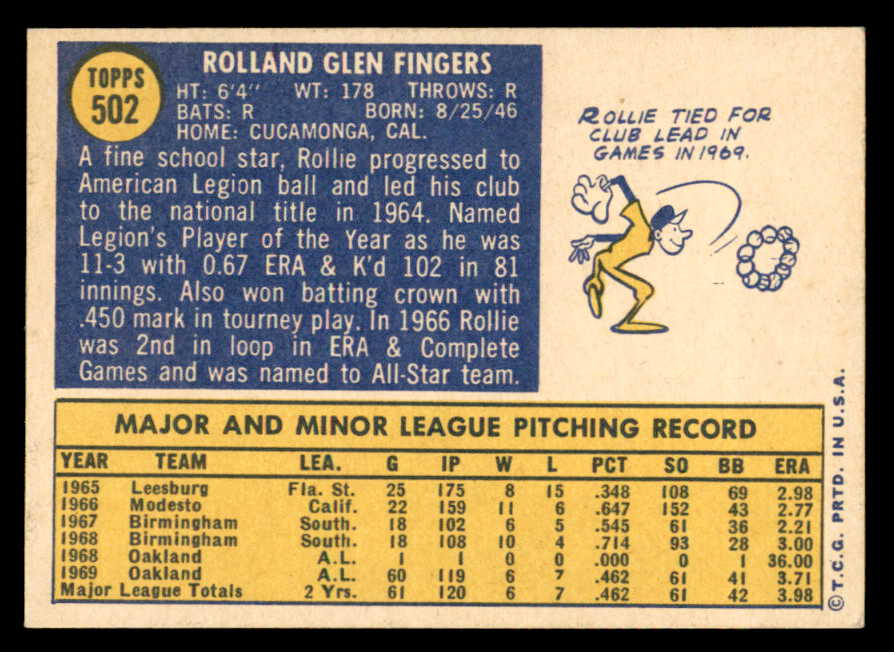 TOPPS
502
ROLLAND GLEN FINGERS
HT: 6'4" WT: 178 THROWS: R
BATS: R BORN: 8/25/46
HOME: CUCAMONGA, CAL.
A fine school star, Rollie progressed to
American Legion ball and led his club
to the national title in 1964. Named
Legion's Player of the Year as he was
11-3 with 0.67 ERA & K'd 102 in 81
innings. Also won batting crown with
.450 mark in tourney play. In 1966 Rollie
was 2nd in loop in ERA & Complete
Games and was named to All-Star team.
ROLLIE TIED FOR
CLUB LEAD IN
GAMES IN 1969.
MAJOR AND MINOR LEAGUE PITCHING RECORD
YEAR TEAM LEA. G IP W L PCT SO BB ERA
1965 Leesburg Fla. St. 25 175 8 15 .348 108 69 2.98
1966 Modesto Calif. 22 159 11 6 .647 152 43 2.77
1967 Birmingham South. 18 102 6 5 .545 61 36 2.21
1968 Birmingham South. 18 108 10 4 .714 93 28 3.00
1968 Oakland A.L. 1 1 0 0 .000 0 1 36.00
1969 Oakland A.L. 60 119 6 7 .462 61 41 3.71
Major League Totals 2 Yrs. 61 120 6 7 .462 61 42 3.98
© T.C.G. PRTD. IN U.S.A.